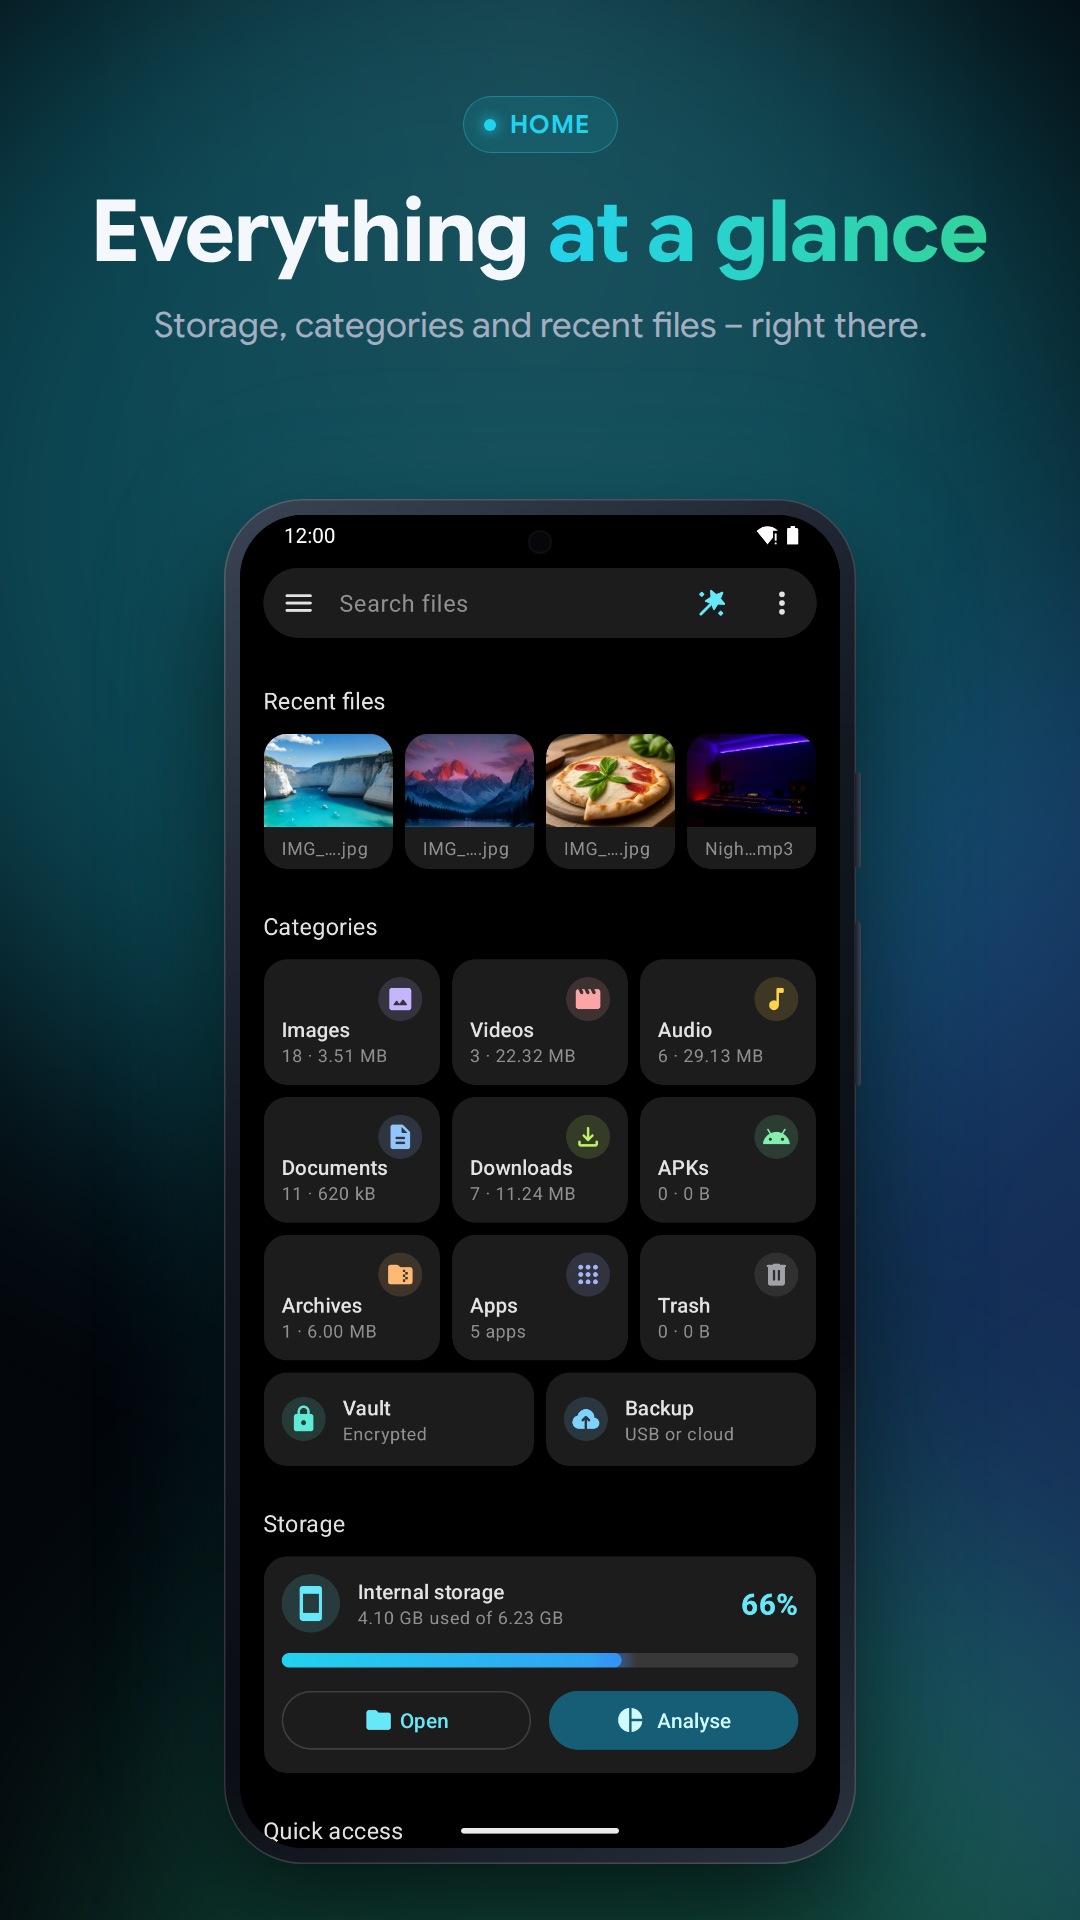 HOME
Everything at a glance
Storage, categories and recent files – right there.
12:00
Search files
Recent files
IMG_....jpg
IMG_....jpg
IMG_....jpg
Nigh...mp3
Categories
Images
18 · 3.51 MB
Videos
3 · 22.32 MB
Audio
6 · 29.13 MB
Documents
11 · 620 kB
Downloads
7 · 11.24 MB
APKs
0 · 0 B
Archives
1 · 6.00 MB
Apps
5 apps
Trash
0 · 0 B
Vault
Encrypted
Backup
USB or cloud
Storage
Internal storage
4.10 GB used of 6.23 GB
66%
Open
Analyse
Quick access